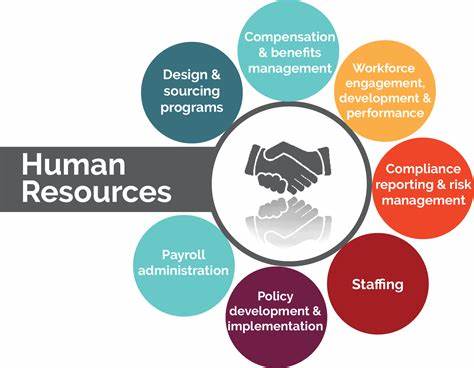 Human
Resources
Design &
sourcing
programs
Compensation
& benefits
management
Workforce
engagement,
development &
performance
Compliance
reporting & risk
management
Staffing
Policy
development &
implementation
Payroll
administration